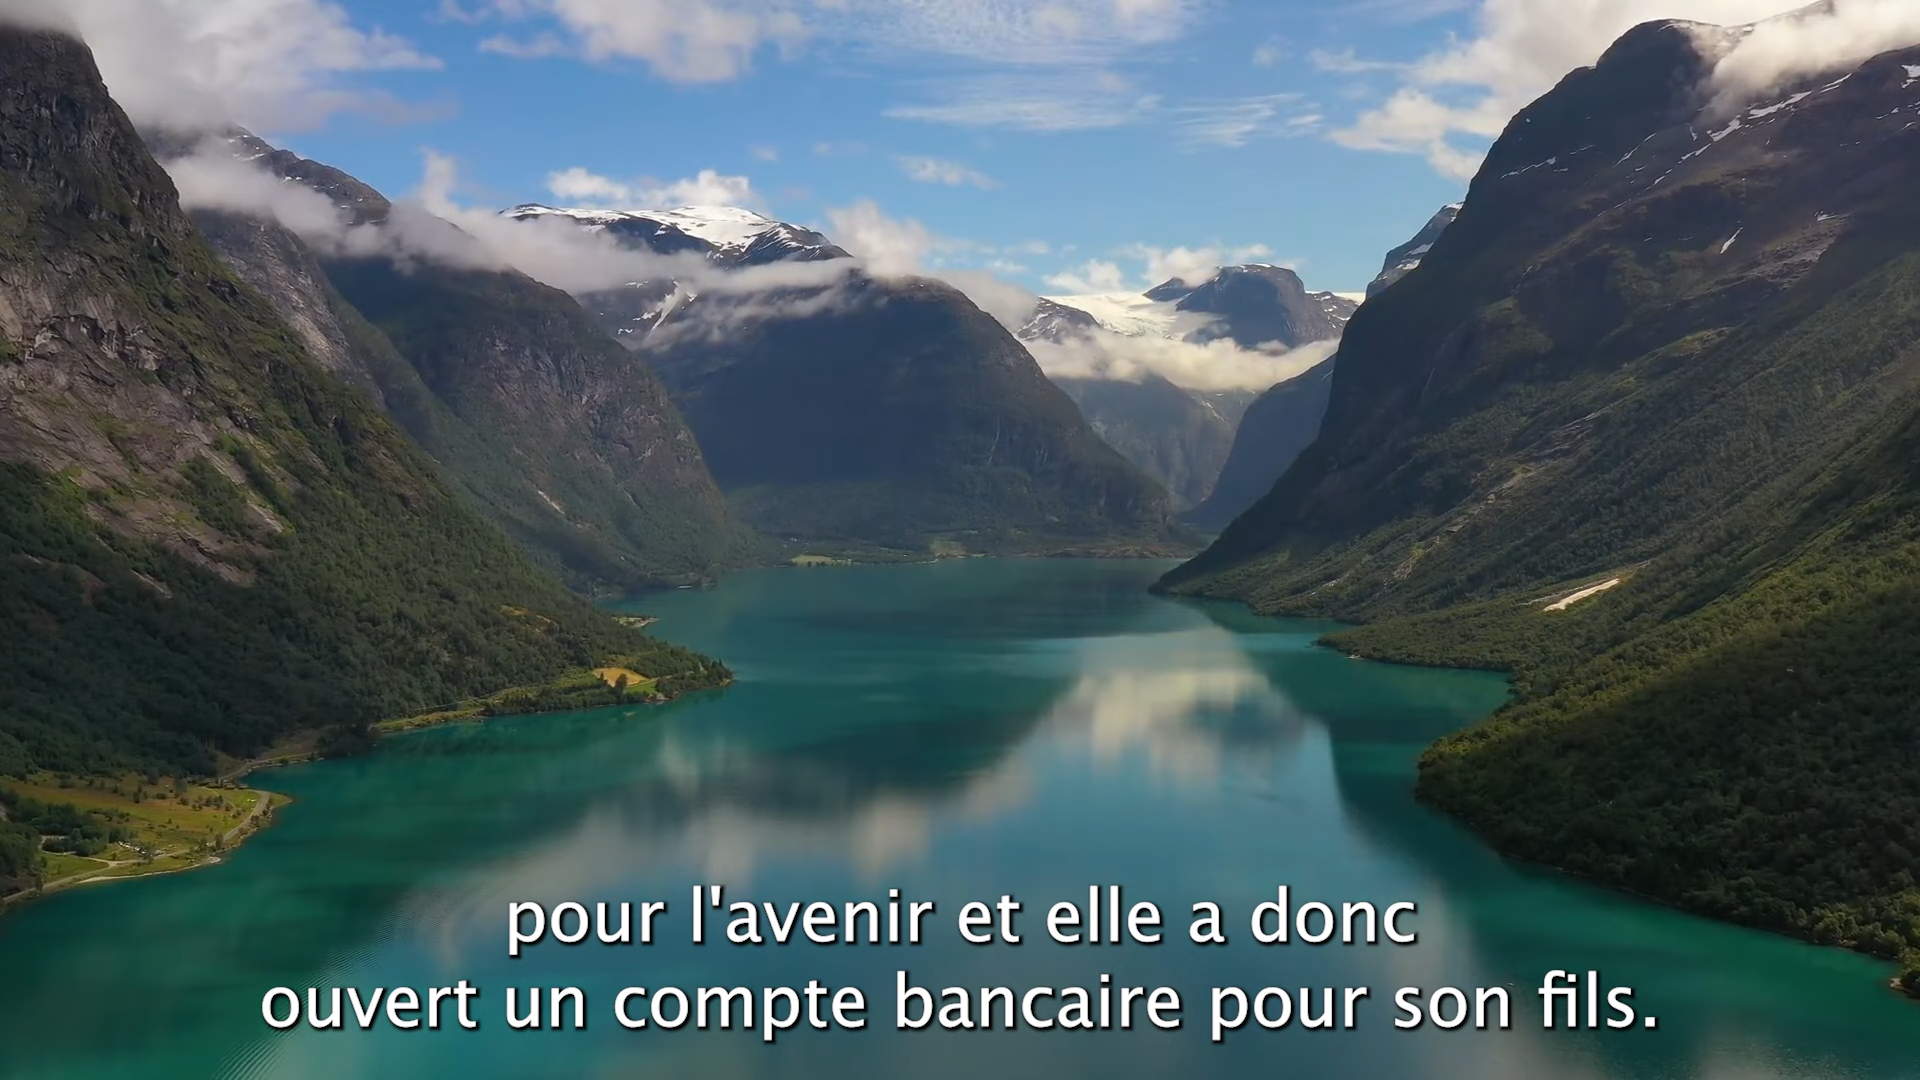 pour l'avenir et elle a donc
ouvert un compte bancaire pour son fils.